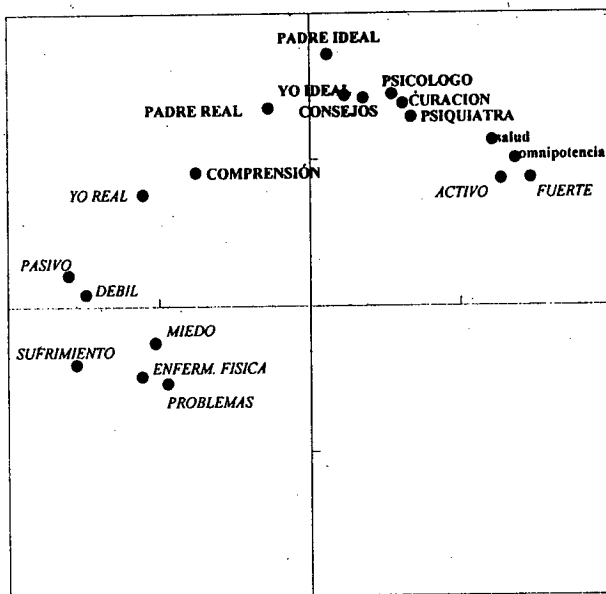 PADRE IDEAL
YO IDEAL
PSICOLOGO
CONSEJOS
CURACION
PADRE REAL
PSIQUIATRA
salud
omnipotencia
COMPRENSIÓN
ACTIVO
FUERTE
YO REAL
PASIVO
DEBIL
MIEDO
SUFRIMIENTO
ENFERM. FISICA
PROBLEMAS